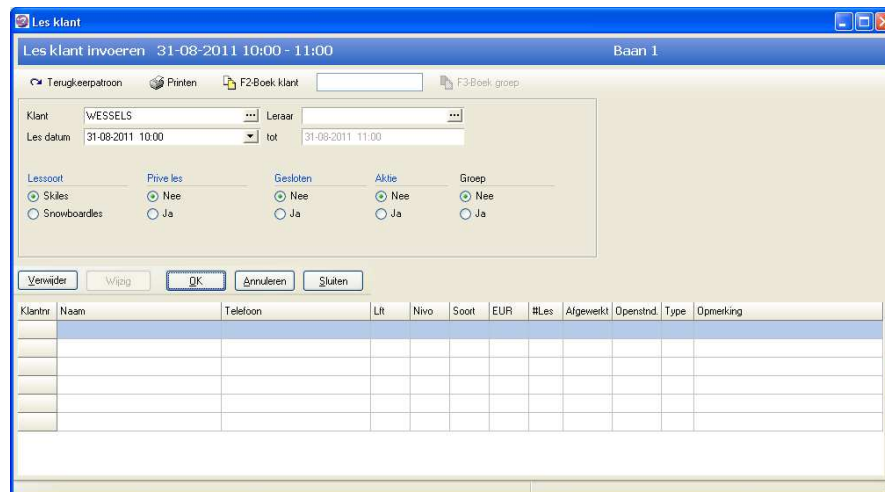 Les klant
Les klant invoeren 31-08-2011 10:00 - 11:00 Baan 1
Terugkeerpatroon Printen F2-Boek klant F3-Boek groep
Klant WESSELS ... Leraar ...
Les datum 31-08-2011 10:00 tot 31-08-2011 11:00
Lessoort Prive les Gesloten Aktie Groep
Skiles Nee Nee Nee Nee
Snowboardles Ja Ja Ja Ja
Verwijder Wijzig OK Annuleren Sluiten
Klantnr Naam Telefoon Lft Nivo Soort EUR #Les Afgewerkt Openstnd. Type Opmerking